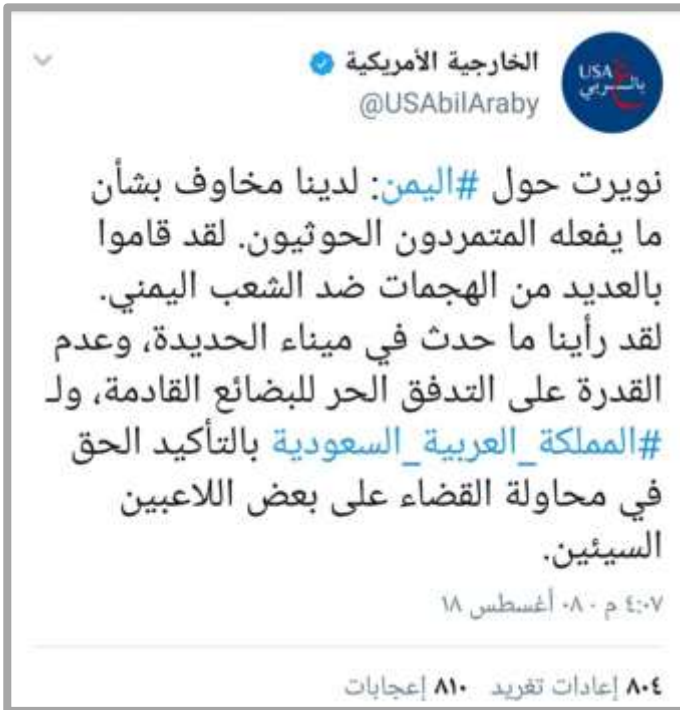 الخارجية الأمريكية
@USAbilAraby
USA
بالعربي
نويرت حول #اليمن: لدينا مخاوف بشأن
ما يفعله المتمردون الحوثيون. لقد قاموا
بالعديد من الهجمات ضد الشعب اليمني.
لقد رأينا ما حدث في ميناء الحديدة، وعدم
القدرة على التدفق الحر للبضائع القادمة، ولـ
#المملكة_العربية_السعودية بالتأكيد الحق
في محاولة القضاء على بعض اللاعبين
السيئين.
٤:٠٧ م · ٠٨ أغسطس ١٨
٨٠٤ إعادات تغريد ٨١٠ إعجابات